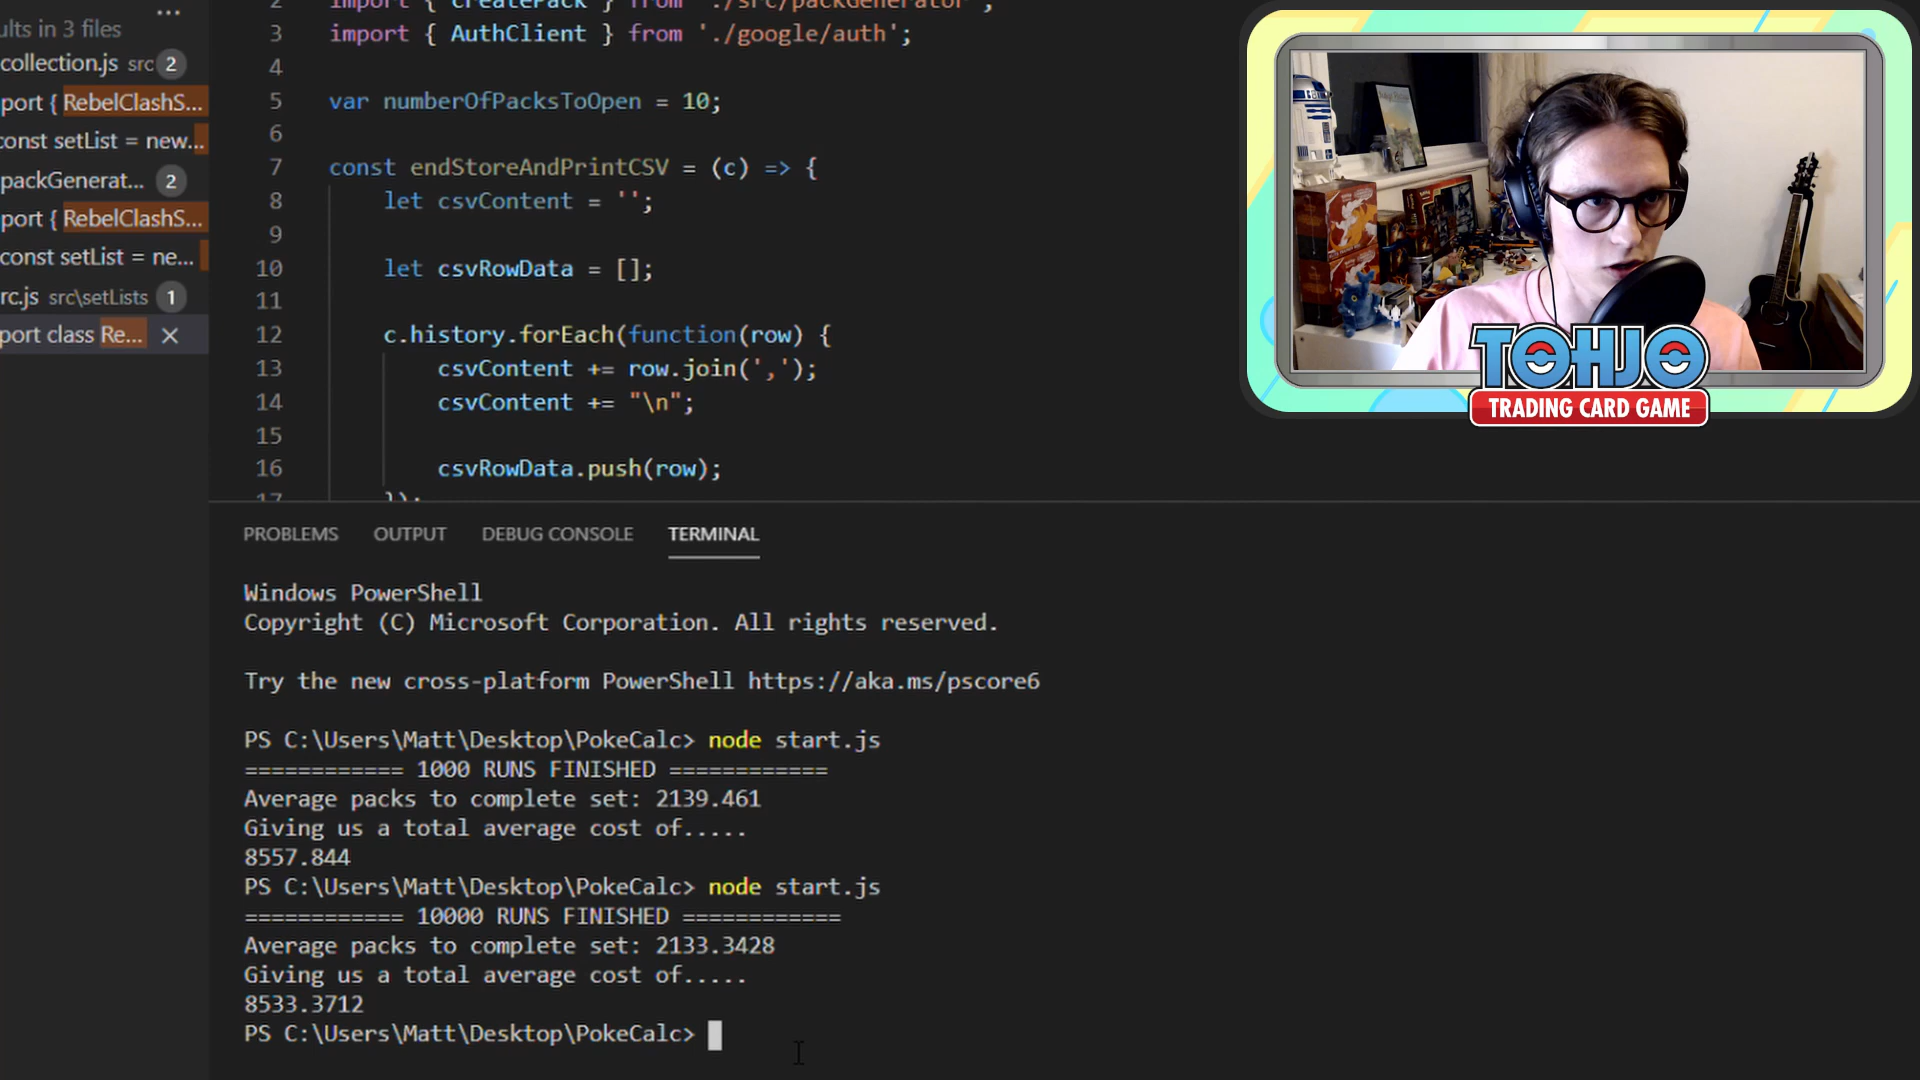 ...
ults in 3 files
collection.js src 2
port { RebelClashS...
const setList = new...
packGenerat... 2
port { RebelClashS...
const setList = ne...
rc.js src\setLists 1
port class Re...
2 import { createPack } from './src/packGenerator';
3 import { AuthClient } from './google/auth';
4
5 var numberOfPacksToOpen = 10;
6
7 const endStoreAndPrintCSV = (c) => {
8 let csvContent = '';
9
10 let csvRowData = [];
11
12 c.history.forEach(function(row) {
13 csvContent += row.join(',');
14 csvContent += "\n";
15
16 csvRowData.push(row);
17 });
TOHJO
TRADING CARD GAME
PROBLEMS OUTPUT DEBUG CONSOLE TERMINAL
Windows PowerShell
Copyright (C) Microsoft Corporation. All rights reserved.
Try the new cross-platform PowerShell https://aka.ms/pscore6
PS C:\Users\Matt\Desktop\PokeCalc> node start.js
============ 1000 RUNS FINISHED ============
Average packs to complete set: 2139.461
Giving us a total average cost of.....
8557.844
PS C:\Users\Matt\Desktop\PokeCalc> node start.js
============ 10000 RUNS FINISHED ============
Average packs to complete set: 2133.3428
Giving us a total average cost of.....
8533.3712
PS C:\Users\Matt\Desktop\PokeCalc>